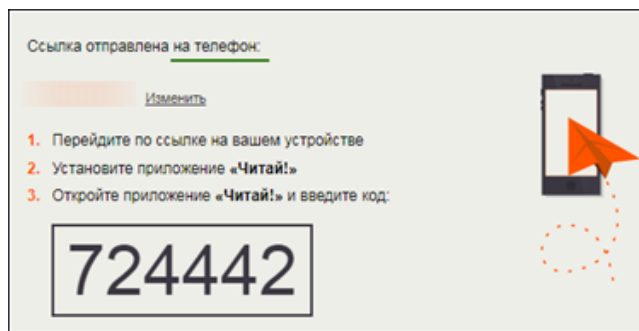 Ссылка отправлена на телефон:
Изменить
1. Перейдите по ссылке на вашем устройстве
2. Установите приложение «Читай!»
3. Откройте приложение «Читай!» и введите код:
724442